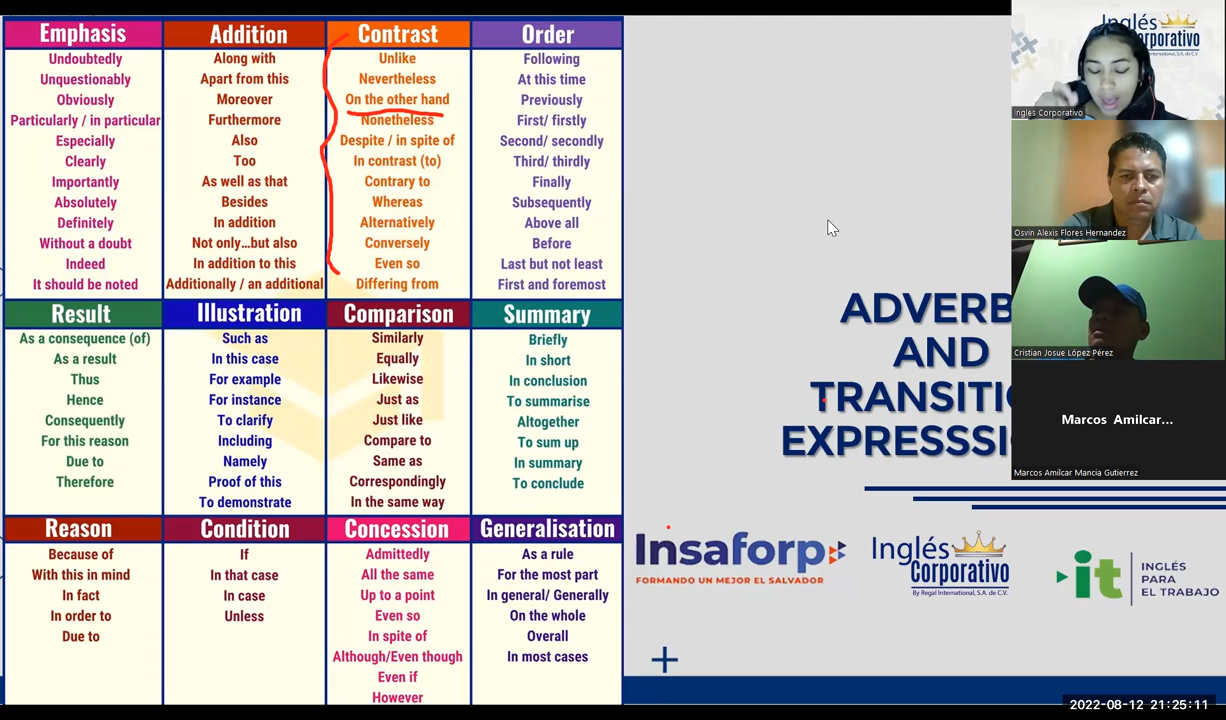 Emphasis
Undoubtedly
Unquestionably
Obviously
Particularly / in particular
Especially
Clearly
Importantly
Absolutely
Definitely
Without a doubt
Indeed
It should be noted
Addition
Along with
Apart from this
Moreover
Furthermore
Also
Too
As well as that
Besides
In addition
Not only...but also
In addition to this
Additionally / an additional
Contrast
Unlike
Nevertheless
On the other hand
Nonetheless
Despite / in spite of
In contrast (to)
Contrary to
Whereas
Alternatively
Conversely
Even so
Differing from
Order
Following
At this time
Previously
First/ firstly
Second/ secondly
Third/ thirdly
Finally
Subsequently
Above all
Before
Last but not least
First and foremost
Result
As a consequence (of)
As a result
Thus
Hence
Consequently
For this reason
Due to
Therefore
Illustration
Such as
In this case
For example
For instance
To clarify
Including
Namely
Proof of this
To demonstrate
Comparison
Similarly
Equally
Likewise
Just as
Just like
Compare to
Same as
Correspondingly
In the same way
Summary
Briefly
In short
In conclusion
To summarise
Altogether
To sum up
In summary
To conclude
Reason
Because of
With this in mind
In fact
In order to
Due to
Condition
If
In that case
In case
Unless
Concession
Admittedly
All the same
Up to a point
Even so
In spite of
Although/Even though
Even if
However
Generalisation
As a rule
For the most part
In general/ Generally
On the whole
Overall
In most cases
ADVERB
AND
TRANSITI
EXPRESSSI
Insaforp
FORMANDO UN MEJOR EL SALVADOR
Inglés
Corporativo
By Regal International, S.A. de C.V.
it
INGLÉS
PARA
EL TRABAJO
Inglés
Corporativo
Ingles Corporativo
Osvin Alexis Flores Hernandez
Cristian Josue López Pérez
Marcos Amilcar...
Marcos Amilcar Mancia Gutierrez
2022-08-12 21:25:11